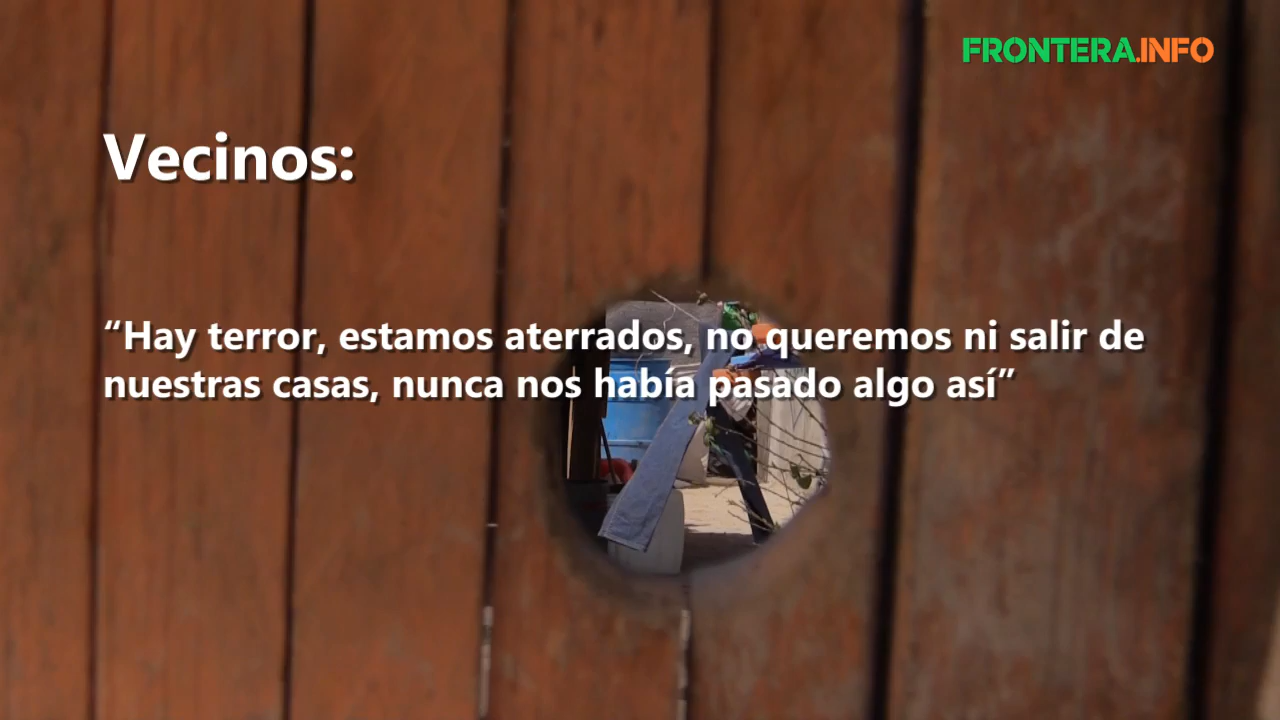 FRONTERA.INFO
Vecinos:
“Hay terror, estamos aterrados, no queremos ni salir de
nuestras casas, nunca nos había pasado algo así”